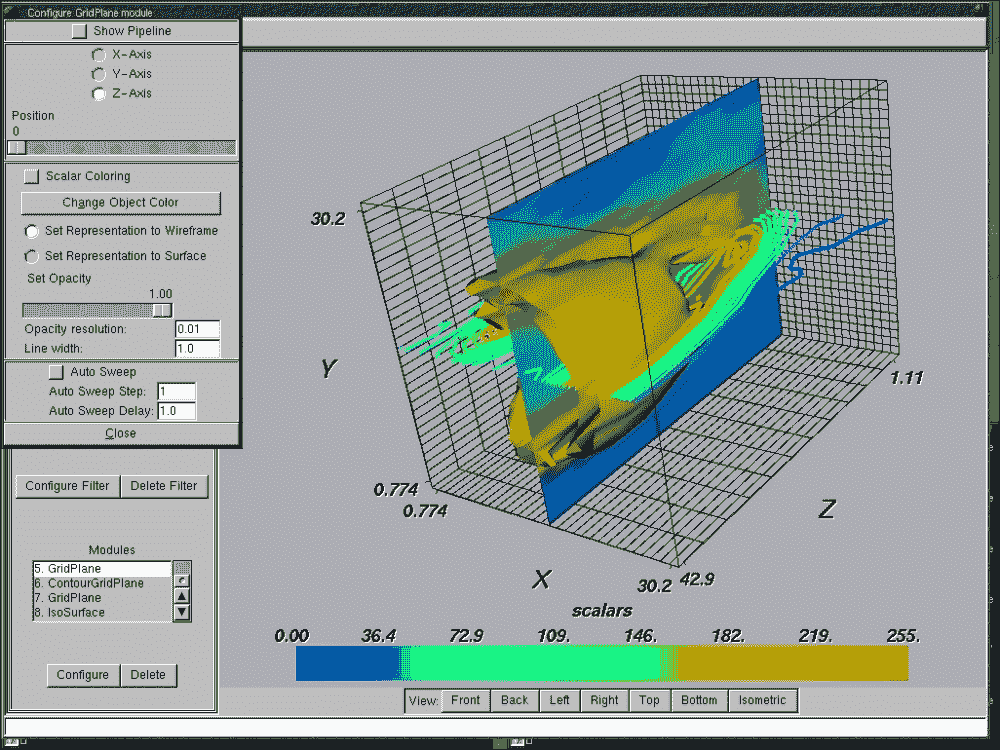 Configure GridPlane module
Show Pipeline
X-Axis
Y-Axis
Z-Axis
Position
0
Scalar Coloring
Change Object Color
Set Representation to Wireframe
Set Representation to Surface
Set Opacity
1.00
Opacity resolution: 0.01
Line width: 1.0
Auto Sweep
Auto Sweep Step: 1
Auto Sweep Delay: 1.0
Close
Configure Filter Delete Filter
Modules
5. GridPlane
6. ContourGridPlane
7. GridPlane
8. IsoSurface
Configure Delete
30.2
Y
1.11
0.774
0.774
Z
X
30.2 42.9
scalars
0.00 36.4 72.9 109. 146. 182. 219. 255.
View: Front Back Left Right Top Bottom Isometric